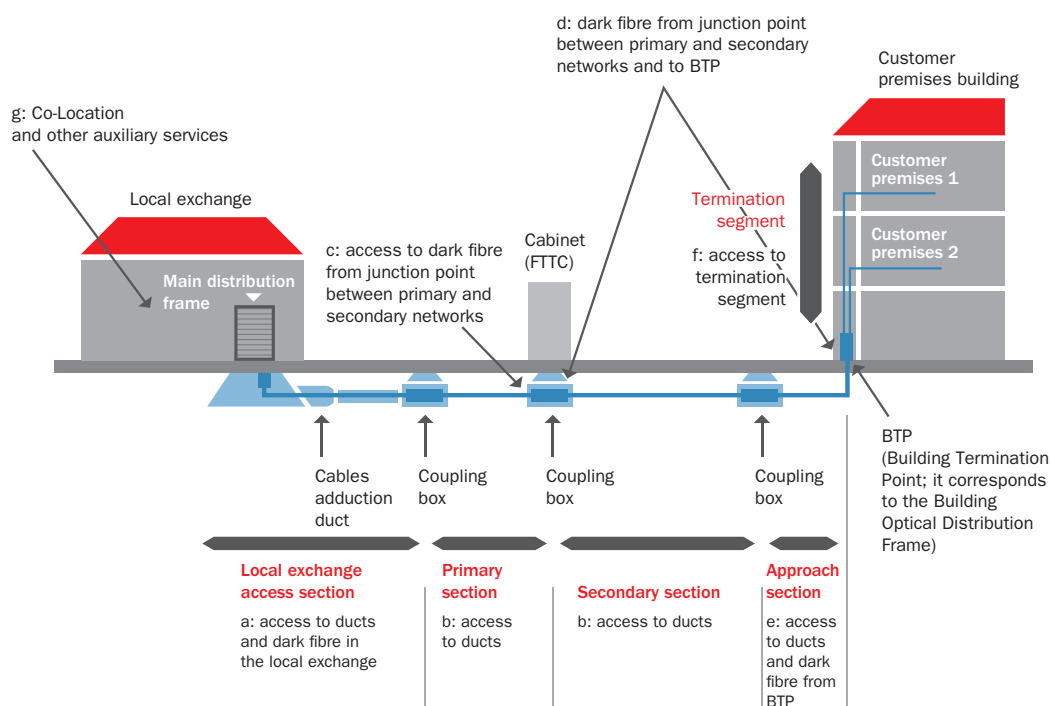 d: dark fibre from junction point
between primary and secondary
networks and to BTP
Customer
premises building
g: Co-Location
and other auxiliary services
Customer
premises 1
Local exchange
Termination
segment
Customer
premises 2
c: access to dark fibre
from junction point
between primary and
secondary networks
Cabinet
(FTTC)
f: access to
termination
segment
Main distribution
frame
BTP
(Building Termination
Point; it corresponds
to the Building
Optical Distribution
Frame)
Cables
adduction
duct
Coupling
box
Coupling
box
Coupling
box
Local exchange
access section
a: access to ducts
and dark fibre in
the local exchange
Primary
section
b: access
to ducts
Secondary section
b: access to ducts
Approach
section
e: access
to ducts
and dark
fibre from
BTP